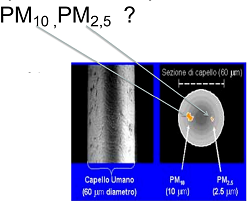 PM10 ,PM2,5 ?
Sezione di capello (60 µm)
Capello Umano
(60 µm diametro)
PM10
(10 µm)
PM2.5
(2.5 µm)